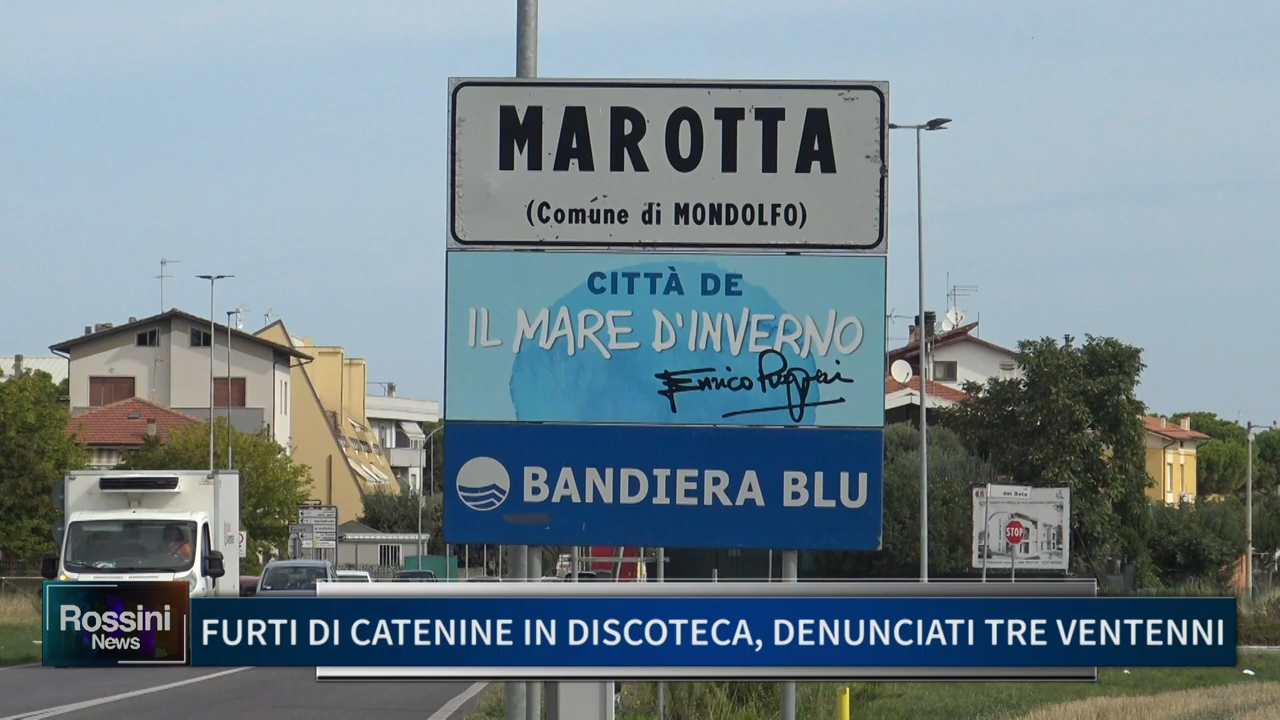 MAROTTA
(Comune di MONDOLFO)
CITTÀ DE
IL MARE D'INVERNO
Enrico Ruggeri
BANDIERA BLU
STOP
Rossini
News
FURTI DI CATENINE IN DISCOTECA, DENUNCIATI TRE VENTENNI